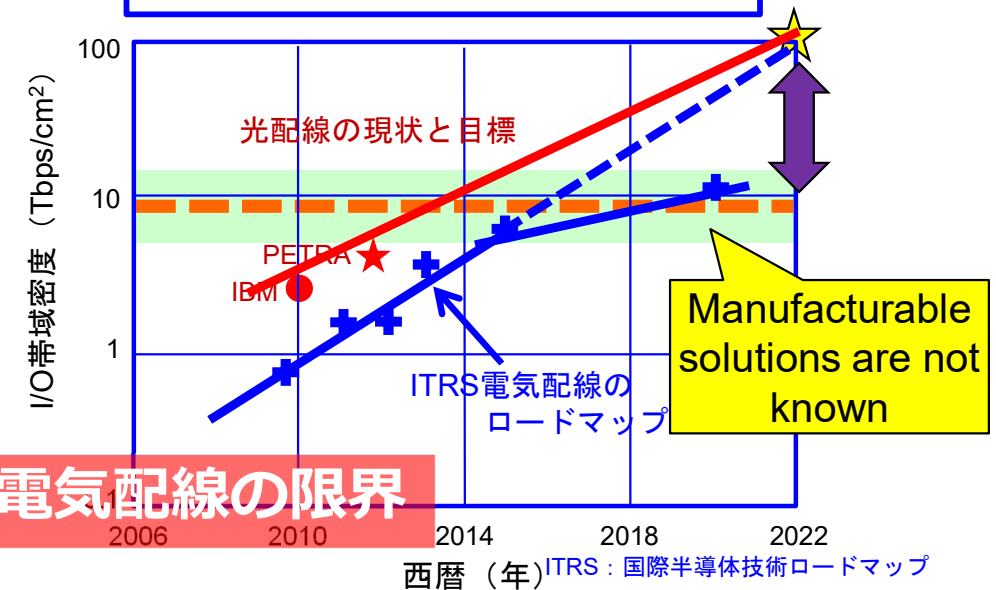 100
10
1
I/O帯域密度（Tbps/cm2）
光配線の現状と目標
PETRA
IBM
Manufacturable
solutions are not
known
ITRS電気配線の
ロードマップ
電気配線の限界
2006
2010
2014
2018
2022
西暦（年）
ITRS：国際半導体技術ロードマップ